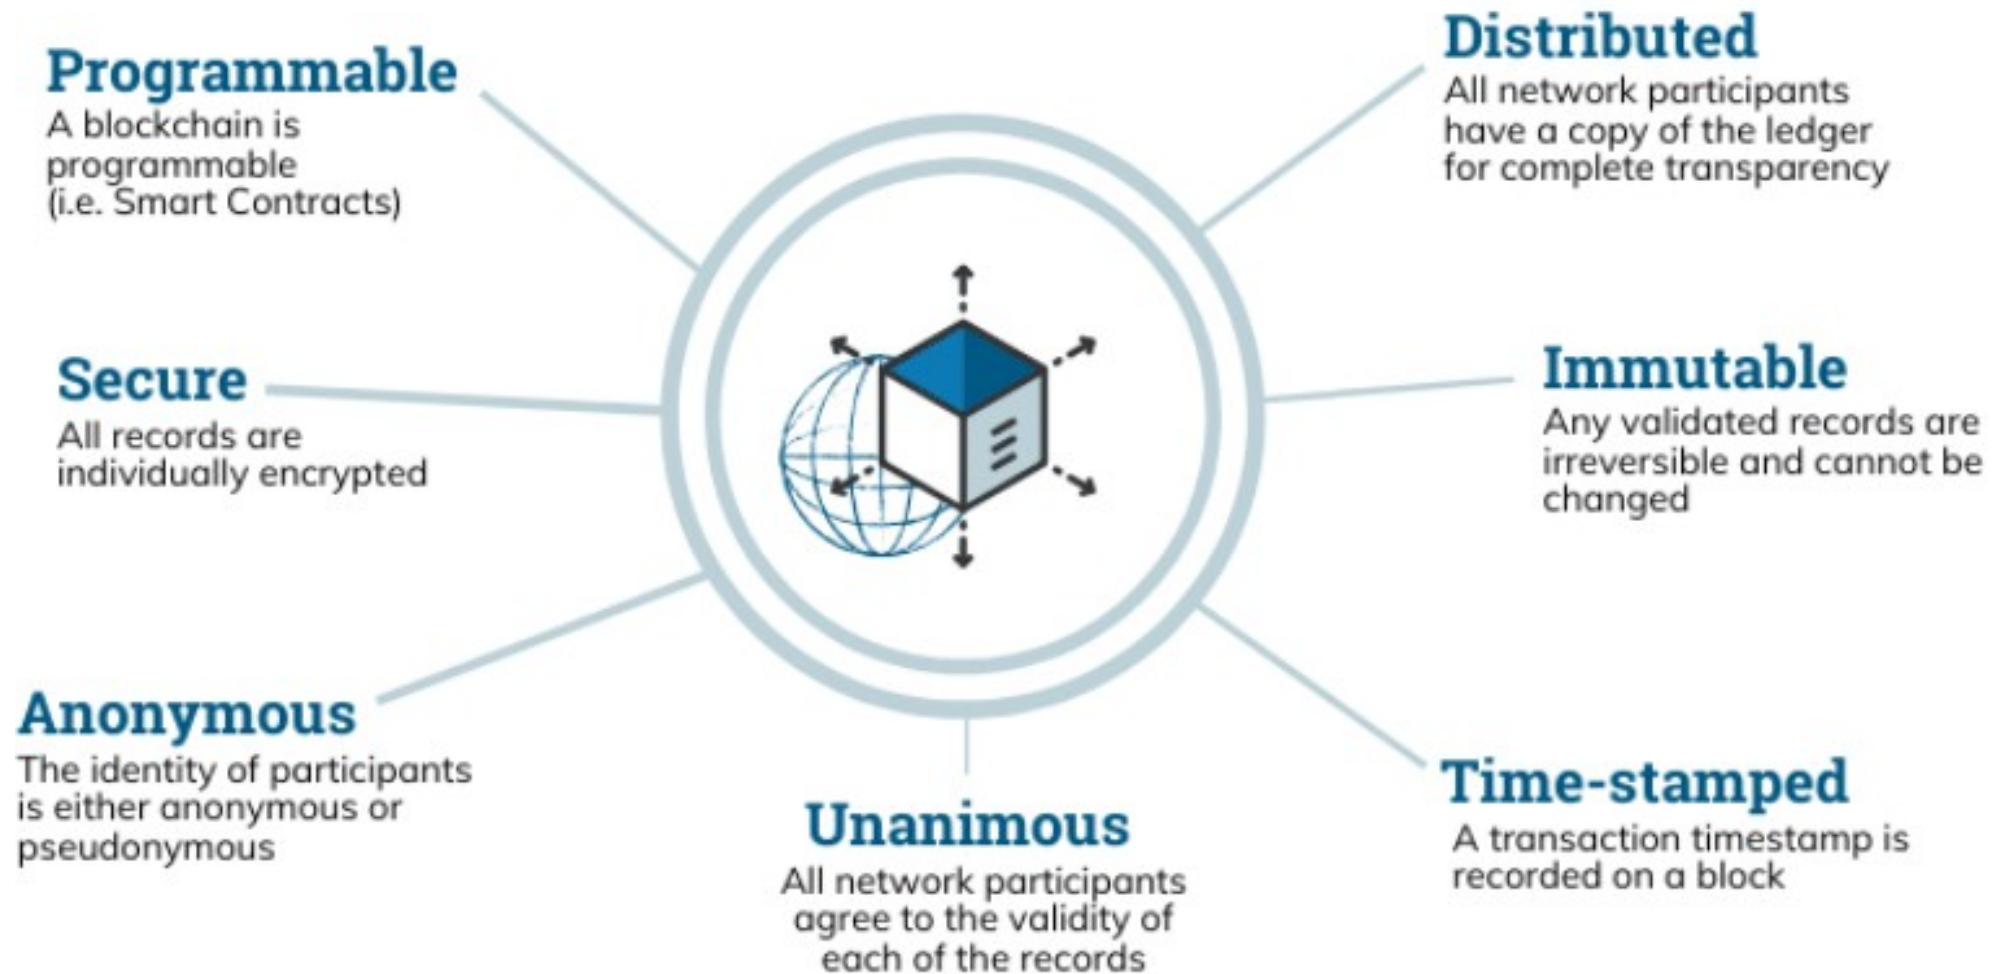 Programmable
A blockchain is
programmable
(i.e. Smart Contracts)
Distributed
All network participants
have a copy of the ledger
for complete transparency
Secure
All records are
individually encrypted
Immutable
Any validated records are
irreversible and cannot be
changed
Anonymous
The identity of participants
is either anonymous or
pseudonymous
Unanimous
All network participants
agree to the validity of
each of the records
Time-stamped
A transaction timestamp is
recorded on a block